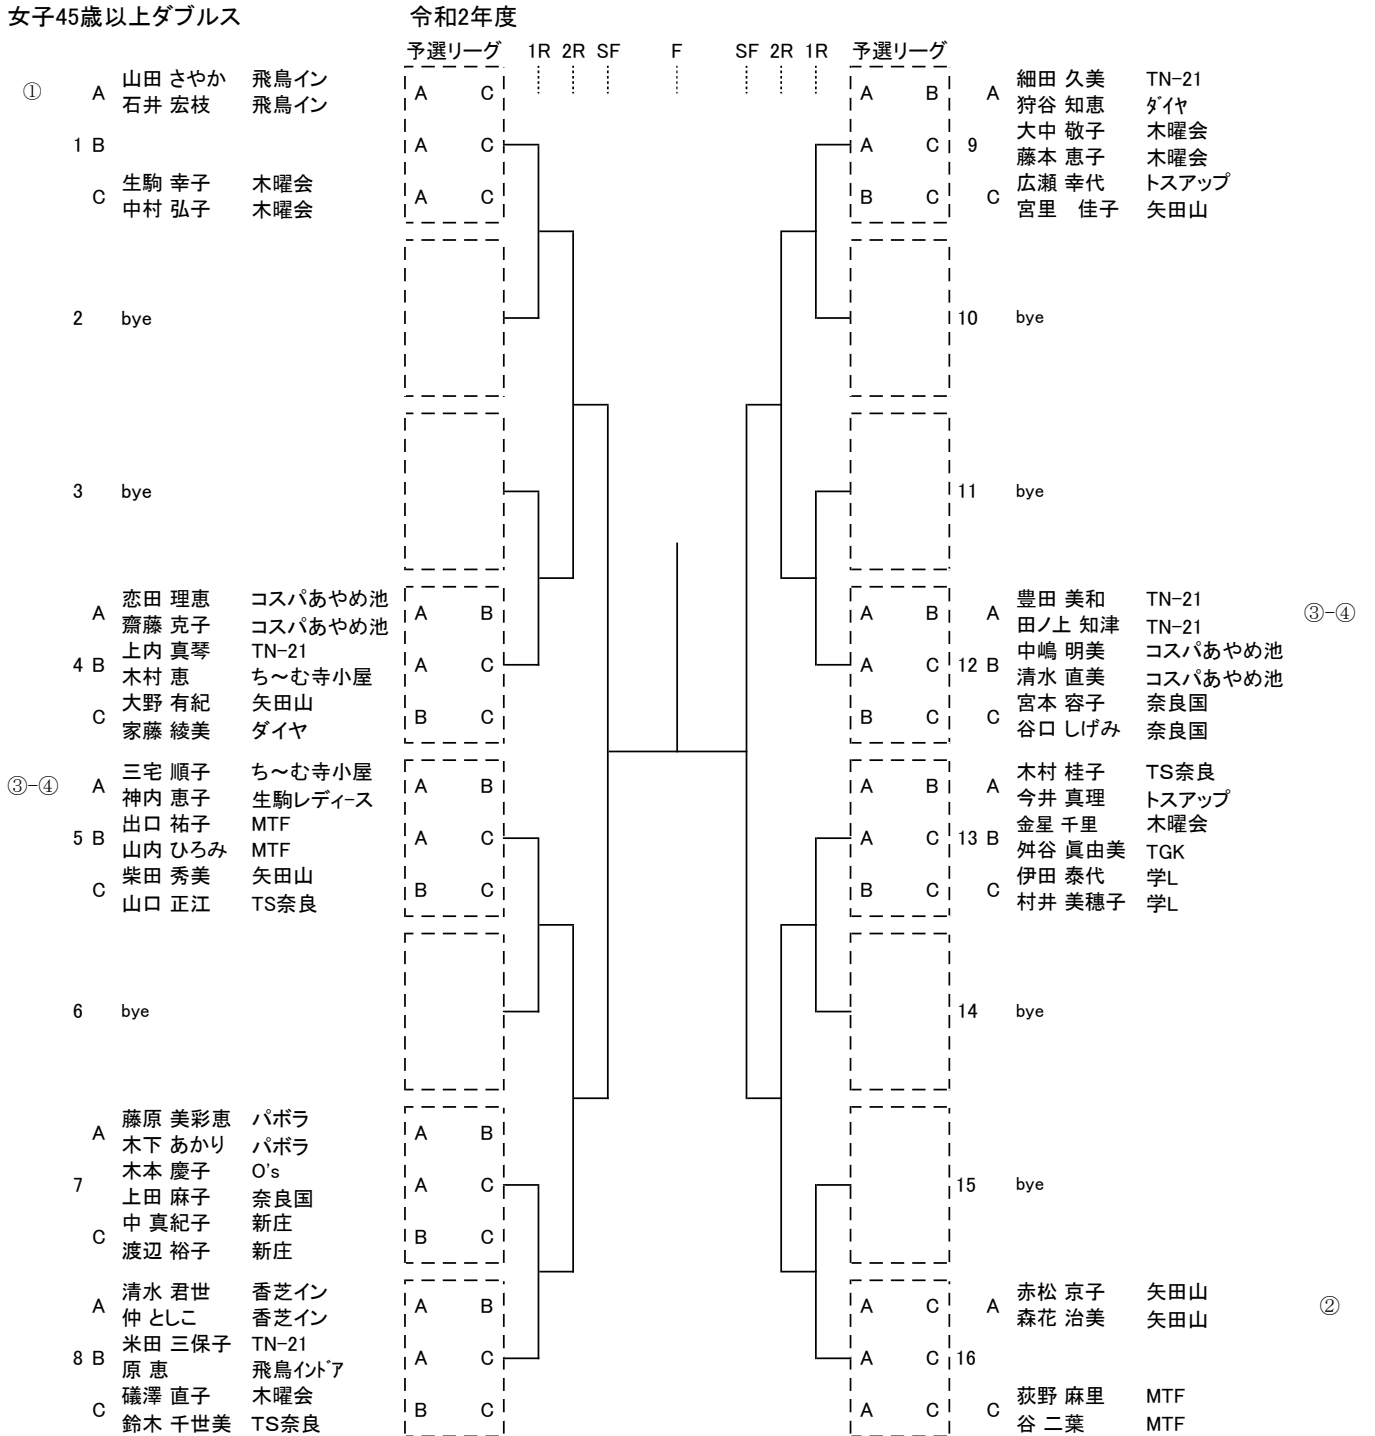 女子45歳以上ダブルス 令和2年度
予選リーグ 1R 2R SF F SF 2R 1R 予選リーグ
① A 山田 さやか 飛鳥イン A C A B A 細田 久美 TN-21
石井 宏枝 飛鳥イン 狩谷 知恵 ダイヤ
1 B A C A C 9 大中 敬子 木曜会
藤本 恵子 木曜会
C 生駒 幸子 木曜会 A C B C C 広瀬 幸代 トスアップ
中村 弘子 木曜会 宮里 佳子 矢田山
2 bye 10 bye
3 bye 11 bye
A 恋田 理恵 コスパあやめ池 A B A B A 豊田 美和 TN-21 ③-④
齋藤 克子 コスパあやめ池 田ノ上 知津 TN-21
4 B 上内 真琴 TN-21 A C A C 12 B 中嶋 明美 コスパあやめ池
木村 恵 ち～む寺小屋 清水 直美 コスパあやめ池
C 大野 有紀 矢田山 B C B C C 宮本 容子 奈良国
家藤 綾美 ダイヤ 谷口 しげみ 奈良国
③-④ A 三宅 順子 ち～む寺小屋 A B A B A 木村 桂子 TS奈良
神内 恵子 生駒レディース 今井 真理 トスアップ
5 B 出口 祐子 MTF A C A C 13 B 金星 千里 木曜会
山内 ひろみ MTF 舛谷 眞由美 TGK
C 柴田 秀美 矢田山 B C B C C 伊田 泰代 学L
山口 正江 TS奈良 村井 美穂子 学L
6 bye 14 bye
A 藤原 美彩恵 パボラ A B
木下 あかり パボラ
7 木本 慶子 O's A C 15 bye
上田 麻子 奈良国
C 中 真紀子 新庄 B C
渡辺 裕子 新庄
A 清水 君世 香芝イン A B A C A 赤松 京子 矢田山 ②
仲 としこ 香芝イン 森花 治美 矢田山
8 B 米田 三保子 TN-21 A C A C 16
原 恵 飛鳥インドア
C 礒澤 直子 木曜会 B C A C C 荻野 麻里 MTF
鈴木 千世美 TS奈良 谷 二葉 MTF